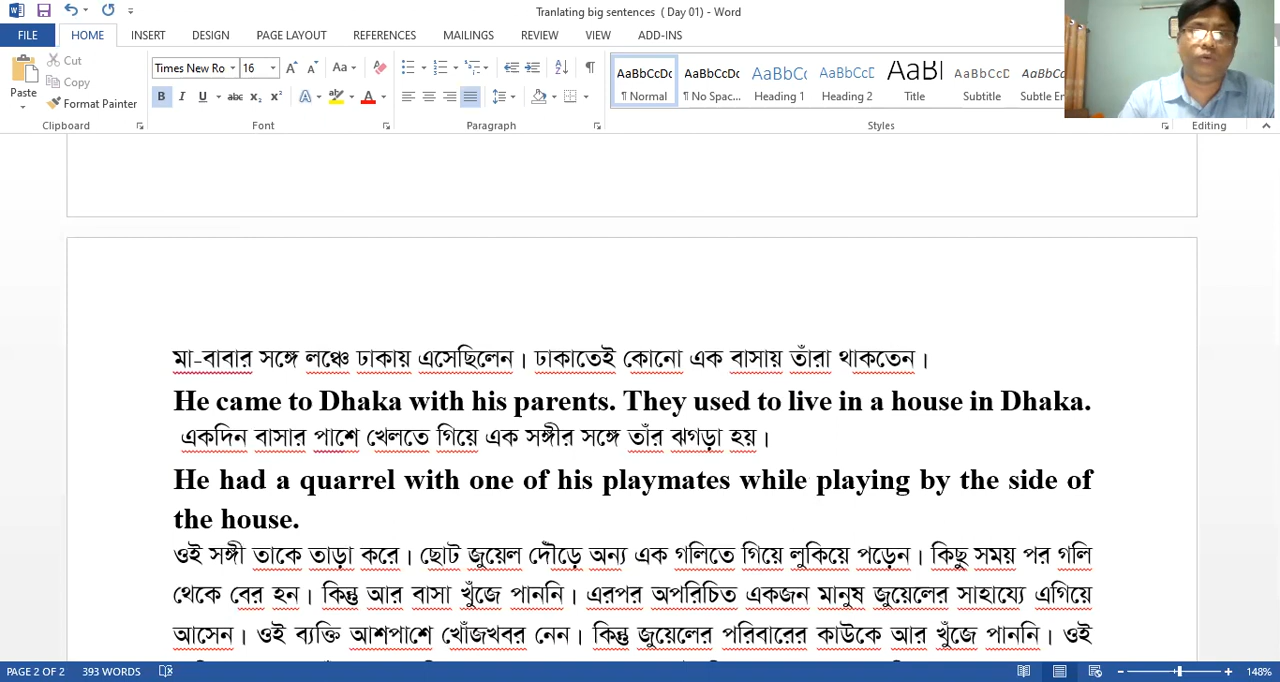 Tranlating big sentences ( Day 01) - Word
FILE HOME INSERT DESIGN PAGE LAYOUT REFERENCES MAILINGS REVIEW VIEW ADD-INS
Cut
Copy
Format Painter
Paste
Times New Ro 16
AaBbCcDc AaBbCcDc AaBbCc AaBbCcD AaBl AaBbCcD AaBbCcD
¶ Normal ¶ No Spac... Heading 1 Heading 2 Title Subtitle Subtle En
Clipboard Font Paragraph Styles Editing
মা-বাবার সঙ্গে লঞ্চে ঢাকায় এসেছিলেন। ঢাকাতেই কোনো এক বাসায় তাঁরা থাকতেন।
He came to Dhaka with his parents. They used to live in a house in Dhaka.
একদিন বাসার পাশে খেলতে গিয়ে এক সঙ্গীর সঙ্গে তাঁর ঝগড়া হয়।
He had a quarrel with one of his playmates while playing by the side of
the house.
ওই সঙ্গী তাকে তাড়া করে। ছোট জুয়েল দৌড়ে অন্য এক গলিতে গিয়ে লুকিয়ে পড়েন। কিছু সময় পর গলি
থেকে বের হন। কিন্তু আর বাসা খুঁজে পাননি। এরপর অপরিচিত একজন মানুষ জুয়েলের সাহায্যে এগিয়ে
আসেন। ওই ব্যক্তি আশপাশে খোঁজখবর নেন। কিন্তু জুয়েলের পরিবারের কাউকে আর খুঁজে পাননি। ওই
PAGE 2 OF 2 393 WORDS 148%